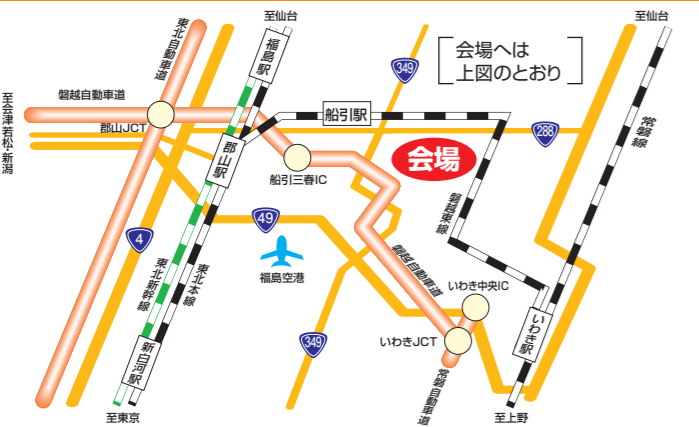 至仙台
至仙台
東北自動車道
福島駅
349
会場へは
上図のとおり
磐越自動車道
至会津若松・新潟
船引駅
常磐線
郡山JCT
288
郡山駅
会場
船引三春IC
磐越東線
49
4
福島空港
東北新幹線
東北本線
磐越自動車道
いわき中央IC
いわき駅
349
いわきJCT
新白河駅
常磐自動車道
至東京
至上野